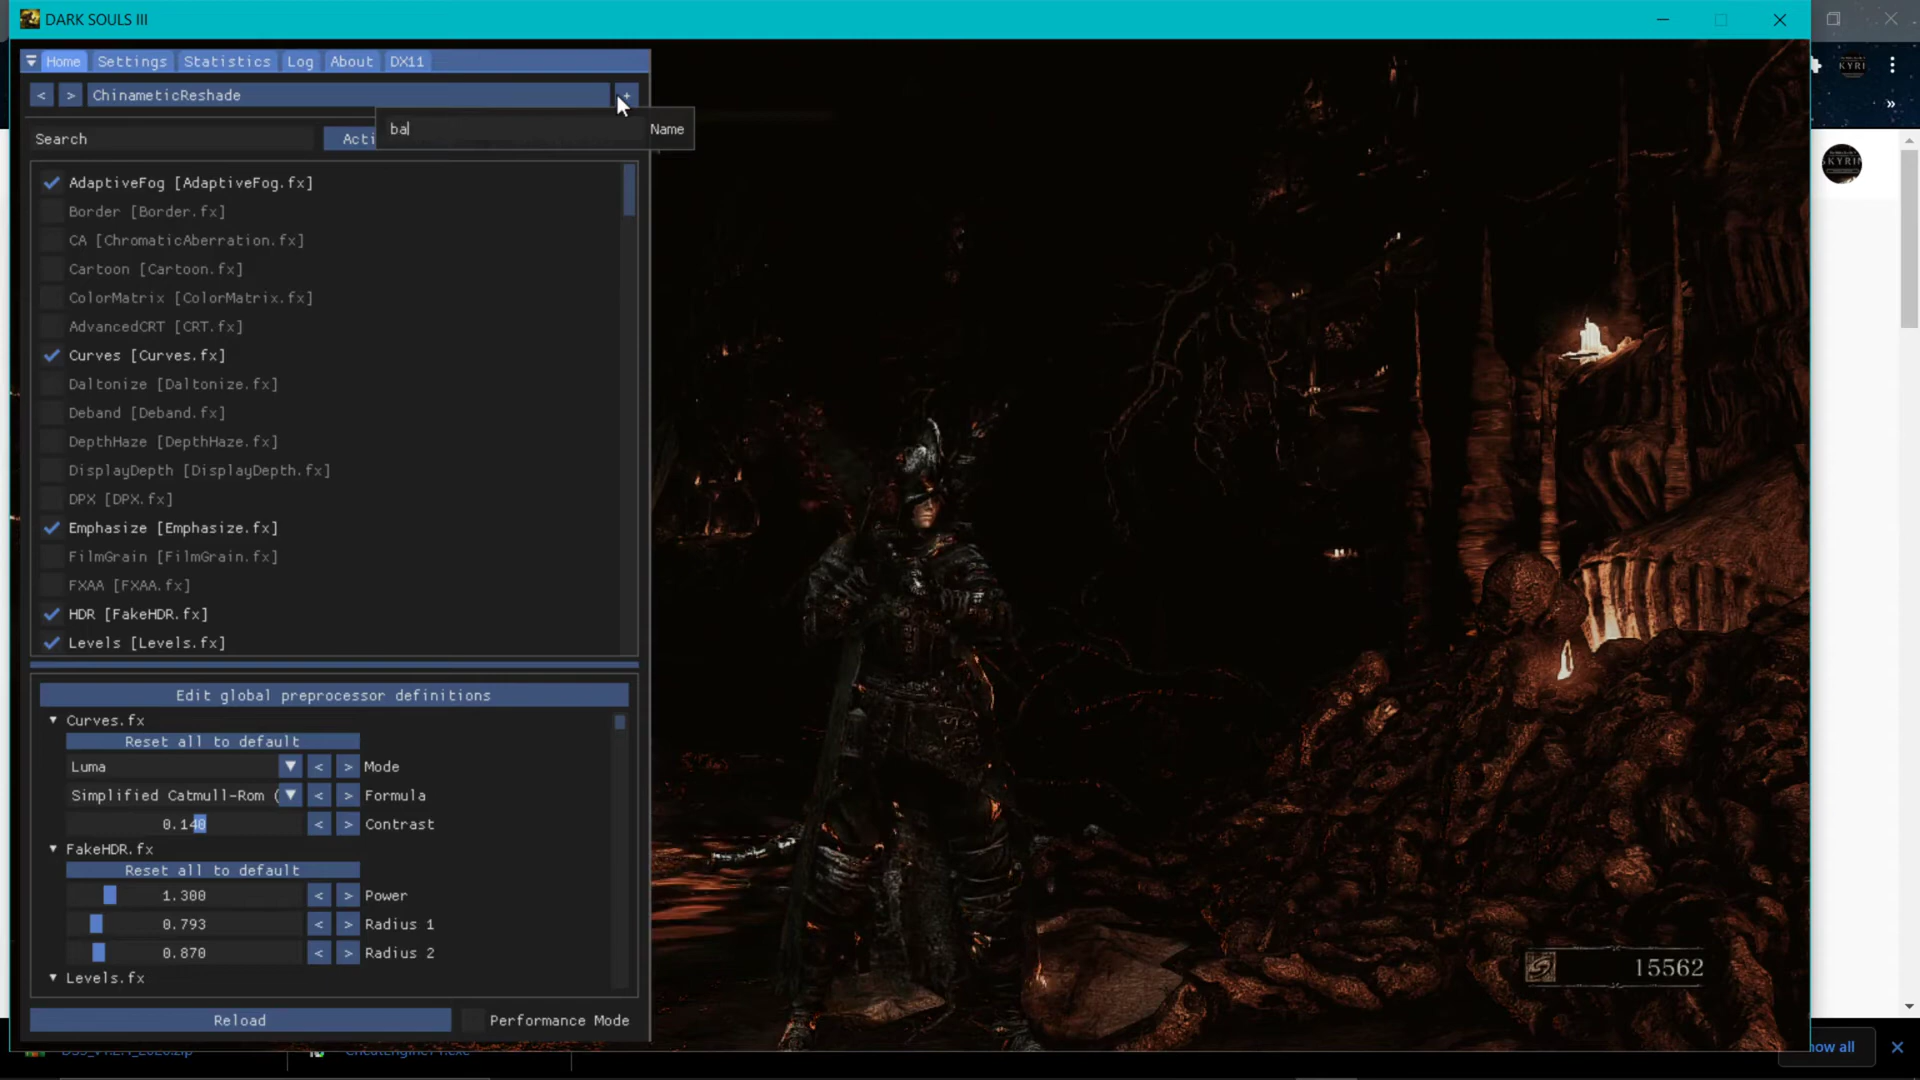 DARK SOULS III
Home Settings Statistics Log About DX11
< > ChinameticReshade +
KYRI
»
Search Acti bal Name
KYRI
AdaptiveFog [AdaptiveFog.fx]
Border [Border.fx]
CA [ChromaticAberration.fx]
Cartoon [Cartoon.fx]
ColorMatrix [ColorMatrix.fx]
AdvancedCRT [CRT.fx]
Curves [Curves.fx]
Daltonize [Daltonize.fx]
Deband [Deband.fx]
DepthHaze [DepthHaze.fx]
DisplayDepth [DisplayDepth.fx]
DPX [DPX.fx]
Emphasize [Emphasize.fx]
FilmGrain [FilmGrain.fx]
FXAA [FXAA.fx]
HDR [FakeHDR.fx]
Levels [Levels.fx]
Edit global preprocessor definitions
Curves.fx
Reset all to default
Luma < > Mode
Simplified Catmull-Rom ( < > Formula
0.140 < > Contrast
FakeHDR.fx
Reset all to default
1.300 < > Power
0.793 < > Radius 1
0.870 < > Radius 2
Levels.fx
15562
Reload Performance Mode
how all